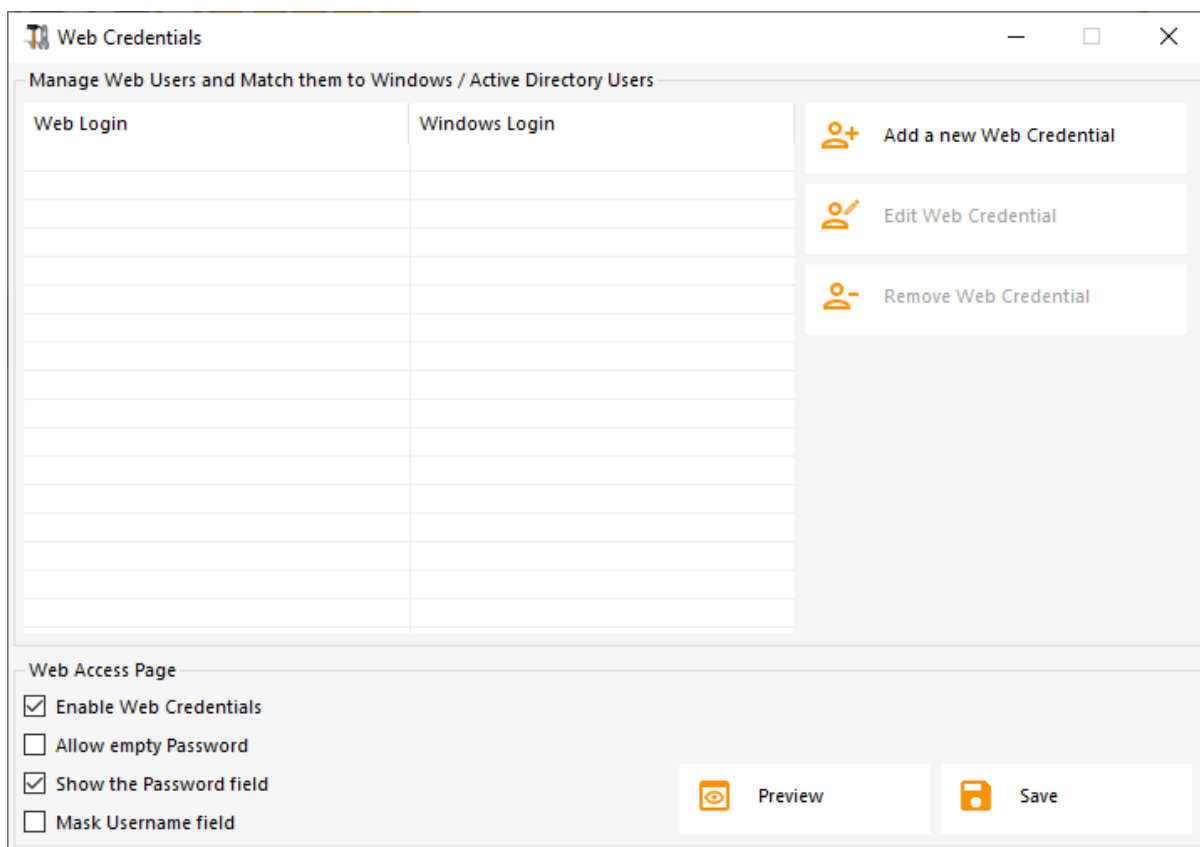 Web Credentials
Manage Web Users and Match them to Windows / Active Directory Users
Web Login
Windows Login
Add a new Web Credential
Edit Web Credential
Remove Web Credential
Web Access Page
Enable Web Credentials
Allow empty Password
Show the Password field
Mask Username field
Preview
Save